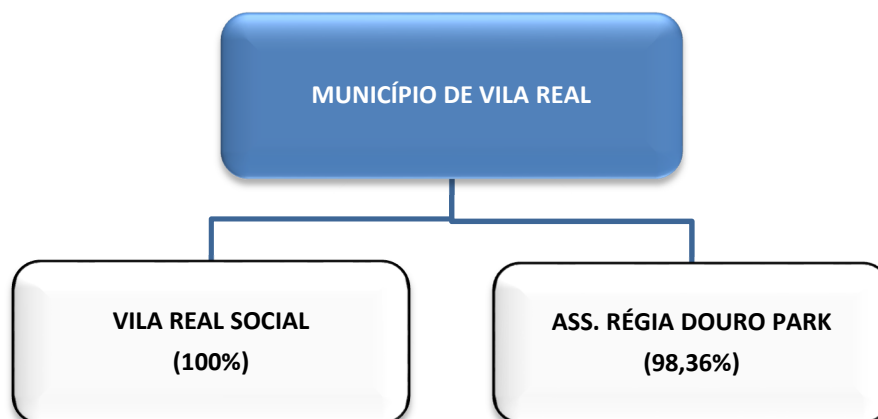 MUNICÍPIO DE VILA REAL
VILA REAL SOCIAL
(100%)
ASS. RÉGIA DOURO PARK
(98,36%)